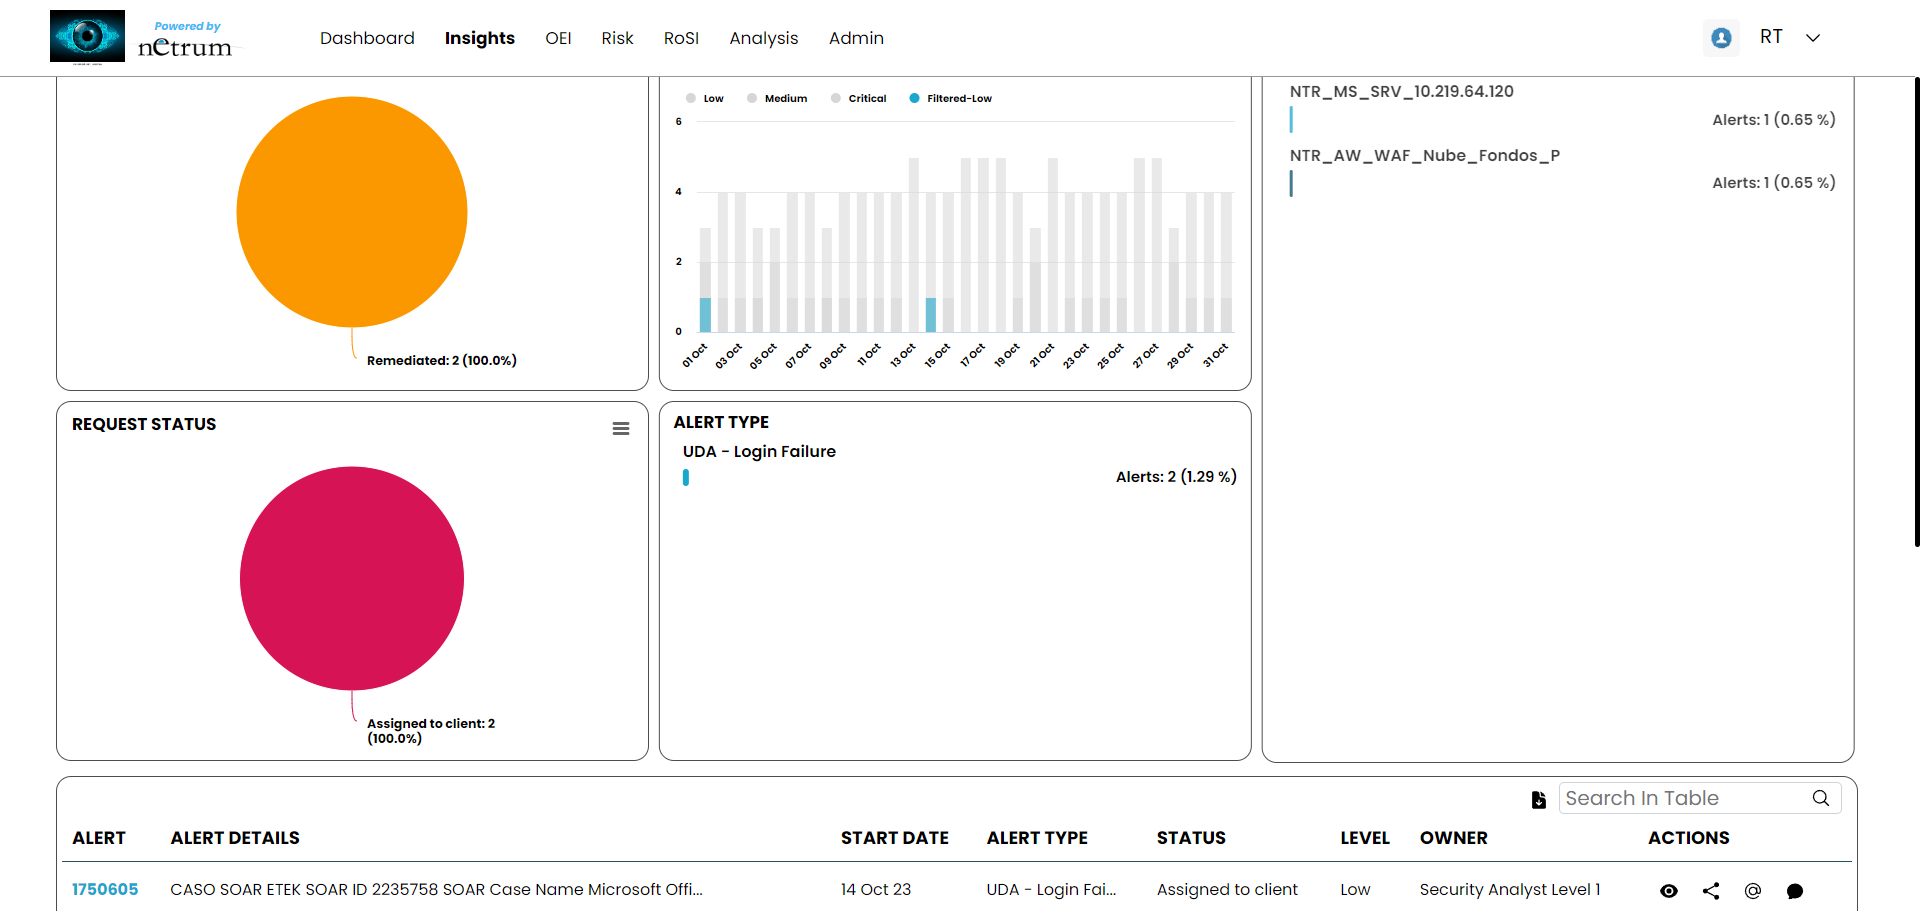 Powered by
netrum
Dashboard
Insights
OEI
Risk
RoSI
Analysis
Admin
RT
Remediated: 2 (100.0%)
Low
Medium
Critical
Filtered-Low
6
4
2
0
01 Oct
03 Oct
05 Oct
07 Oct
09 Oct
11 Oct
13 Oct
15 Oct
17 Oct
19 Oct
21 Oct
23 Oct
25 Oct
27 Oct
29 Oct
31 Oct
NTR_MS_SRV_10.219.64.120
Alerts: 1 (0.65 %)
NTR_AW_WAF_Nube_Fondos_P
Alerts: 1 (0.65 %)
REQUEST STATUS
Assigned to client: 2
(100.0%)
ALERT TYPE
UDA - Login Failure
Alerts: 2 (1.29 %)
Search In Table
ALERT
ALERT DETAILS
START DATE
ALERT TYPE
STATUS
LEVEL
OWNER
ACTIONS
1750605
CASO SOAR ETEK SOAR ID 2235758 SOAR Case Name Microsoft Offi...
14 Oct 23
UDA - Login Fai...
Assigned to client
Low
Security Analyst Level 1